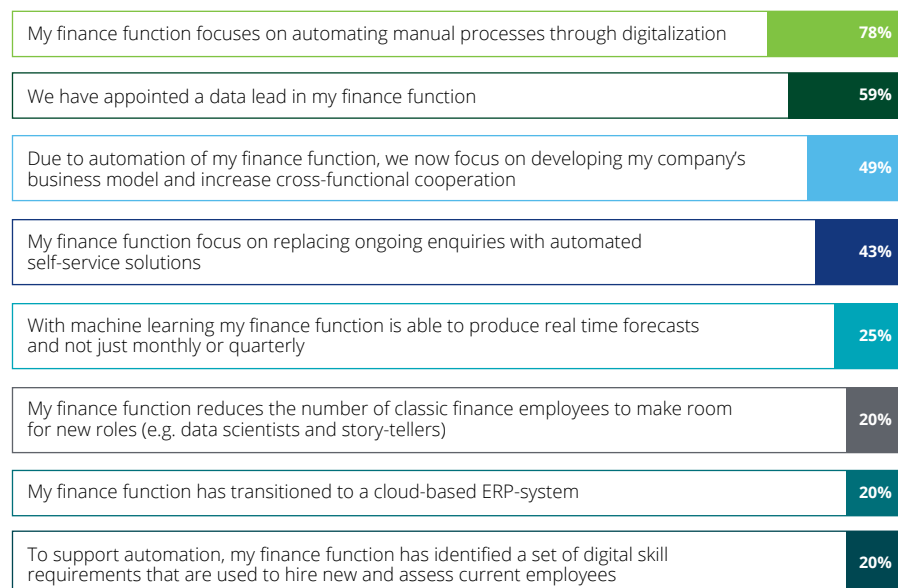 My finance function focuses on automating manual processes through digitalization 78%
We have appointed a data lead in my finance function 59%
Due to automation of my finance function, we now focus on developing my company’s
business model and increase cross-functional cooperation 49%
My finance function focus on replacing ongoing enquiries with automated
self-service solutions 43%
With machine learning my finance function is able to produce real time forecasts
and not just monthly or quarterly 25%
My finance function reduces the number of classic finance employees to make room
for new roles (e.g. data scientists and story-tellers) 20%
My finance function has transitioned to a cloud-based ERP-system 20%
To support automation, my finance function has identified a set of digital skill
requirements that are used to hire new and assess current employees 20%